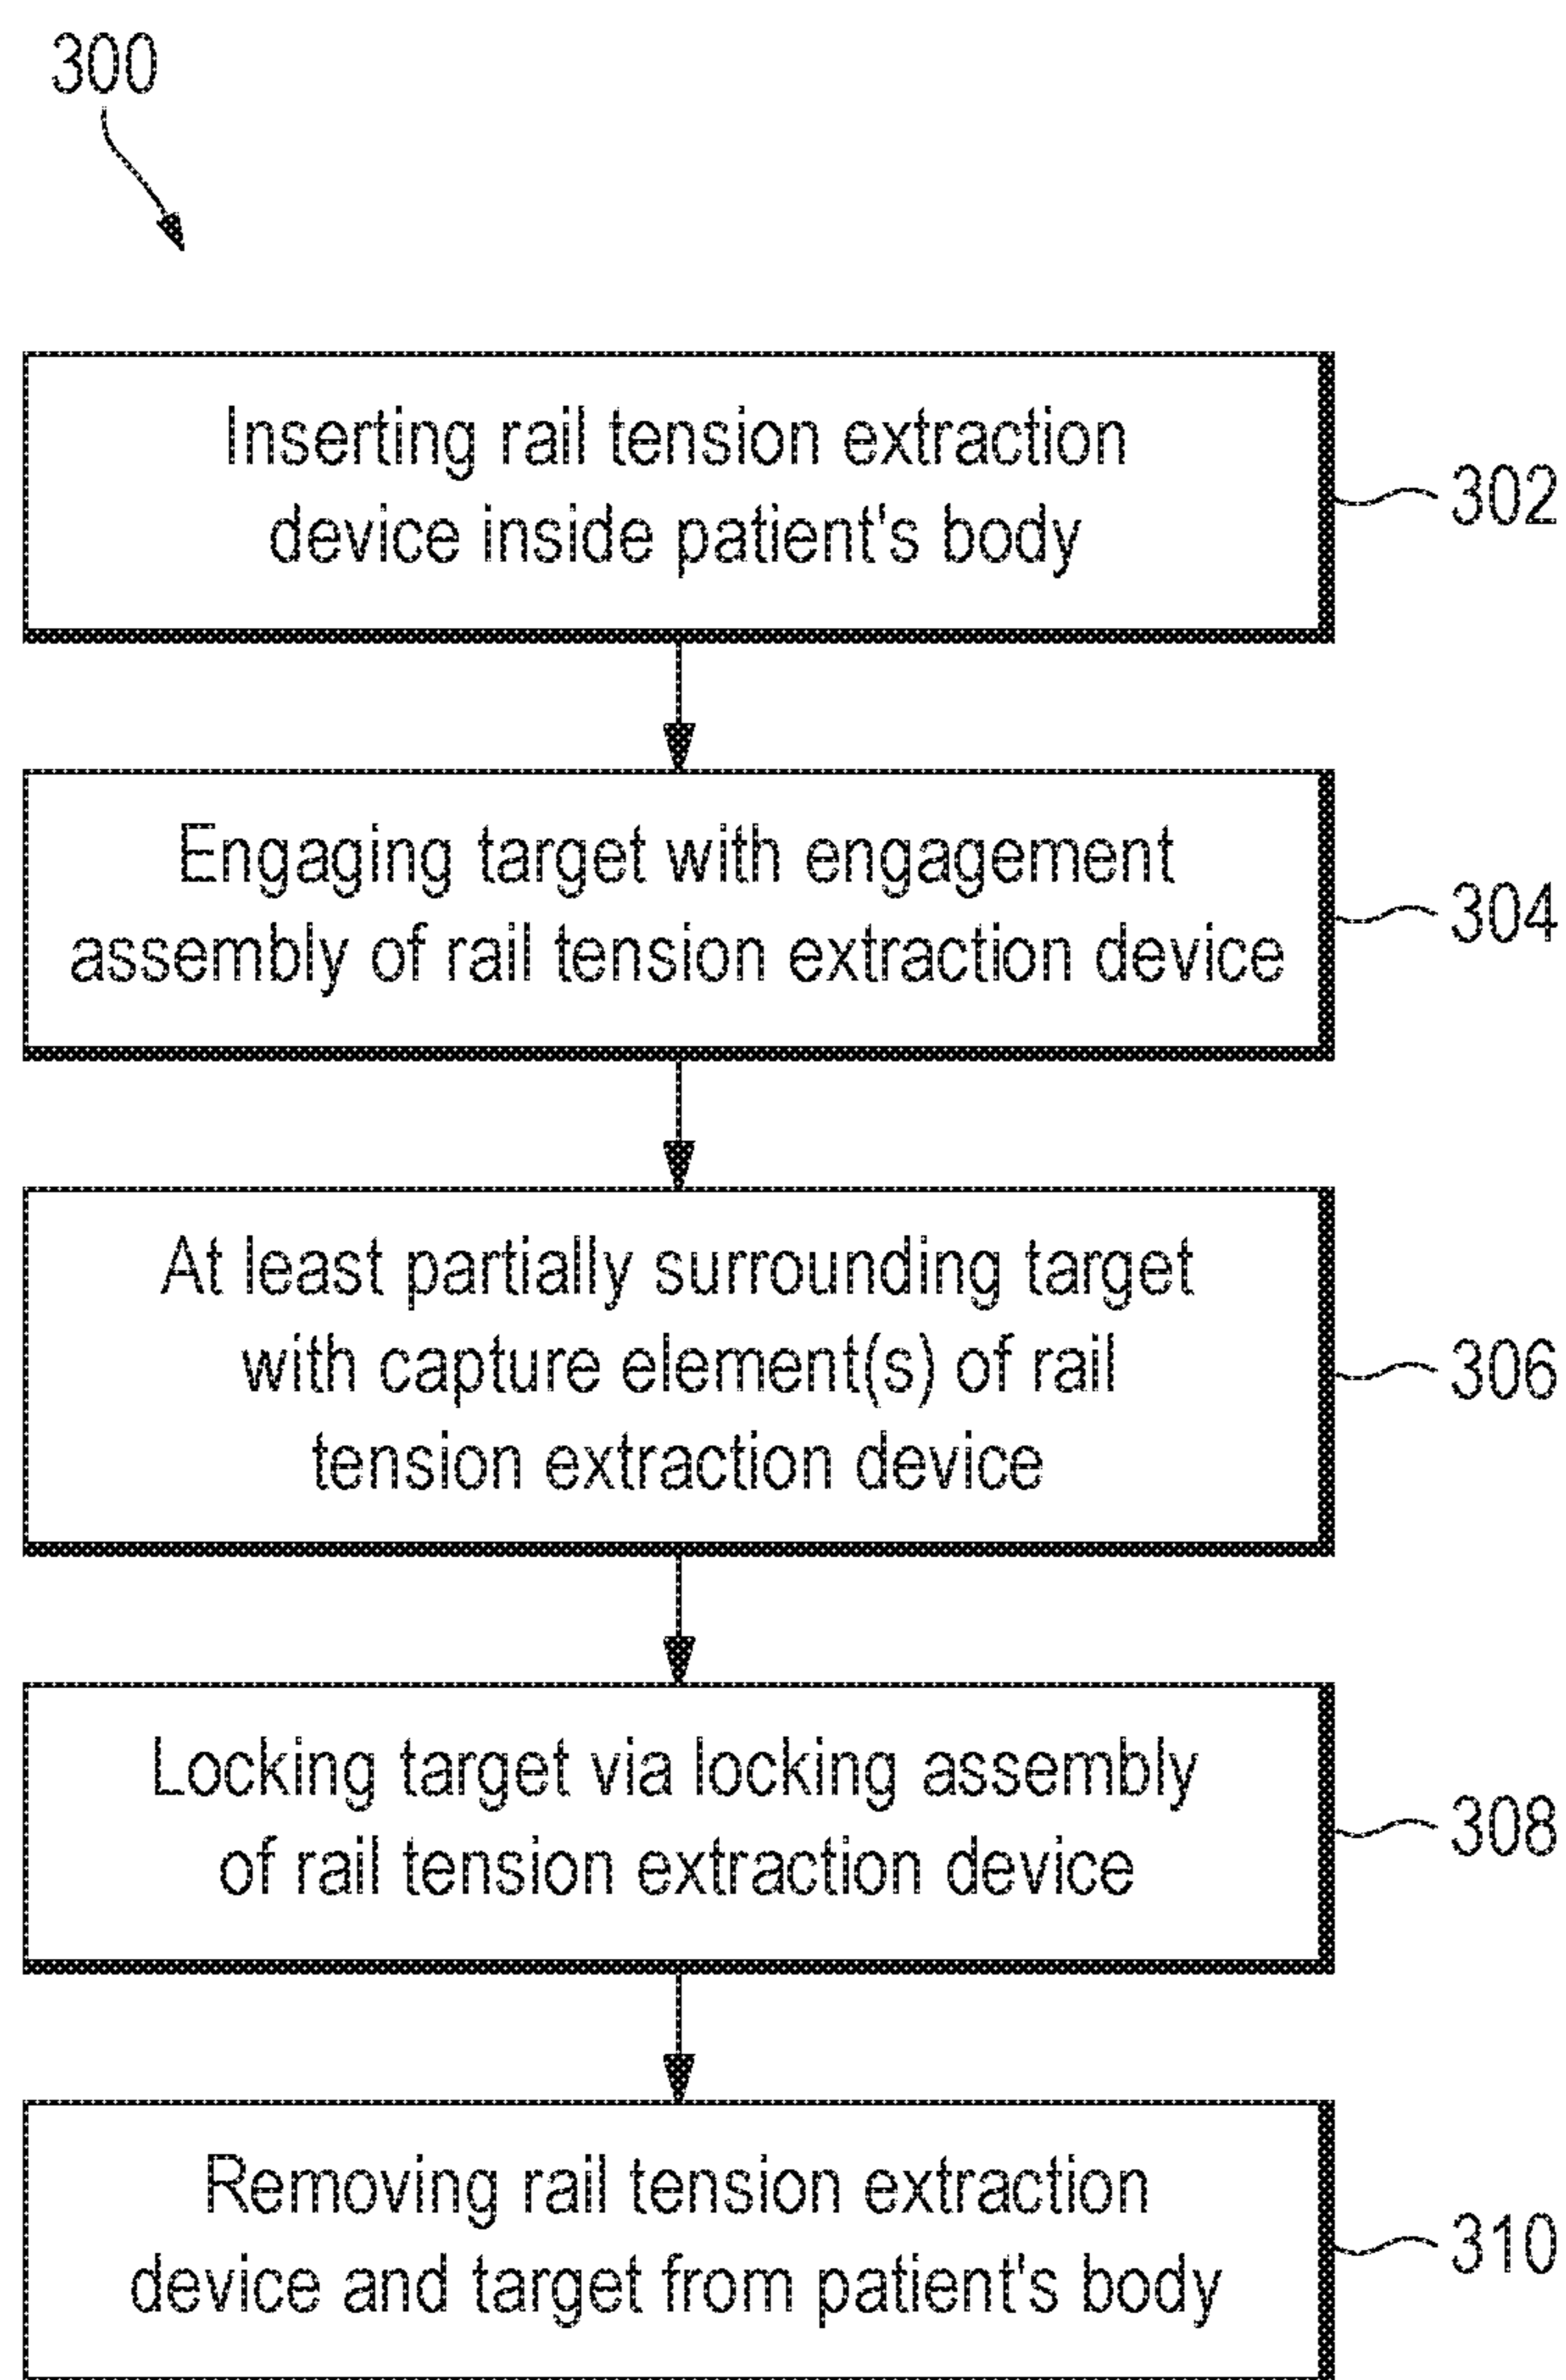 300
Inserting rail tension extraction
device inside patient's body
302
Engaging target with engagement
assembly of rail tension extraction device
304
At least partially surrounding target
with capture element(s) of rail
tension extraction device
306
Locking target via locking assembly
of rail tension extraction device
308
Removing rail tension extraction
device and target from patient's body
310